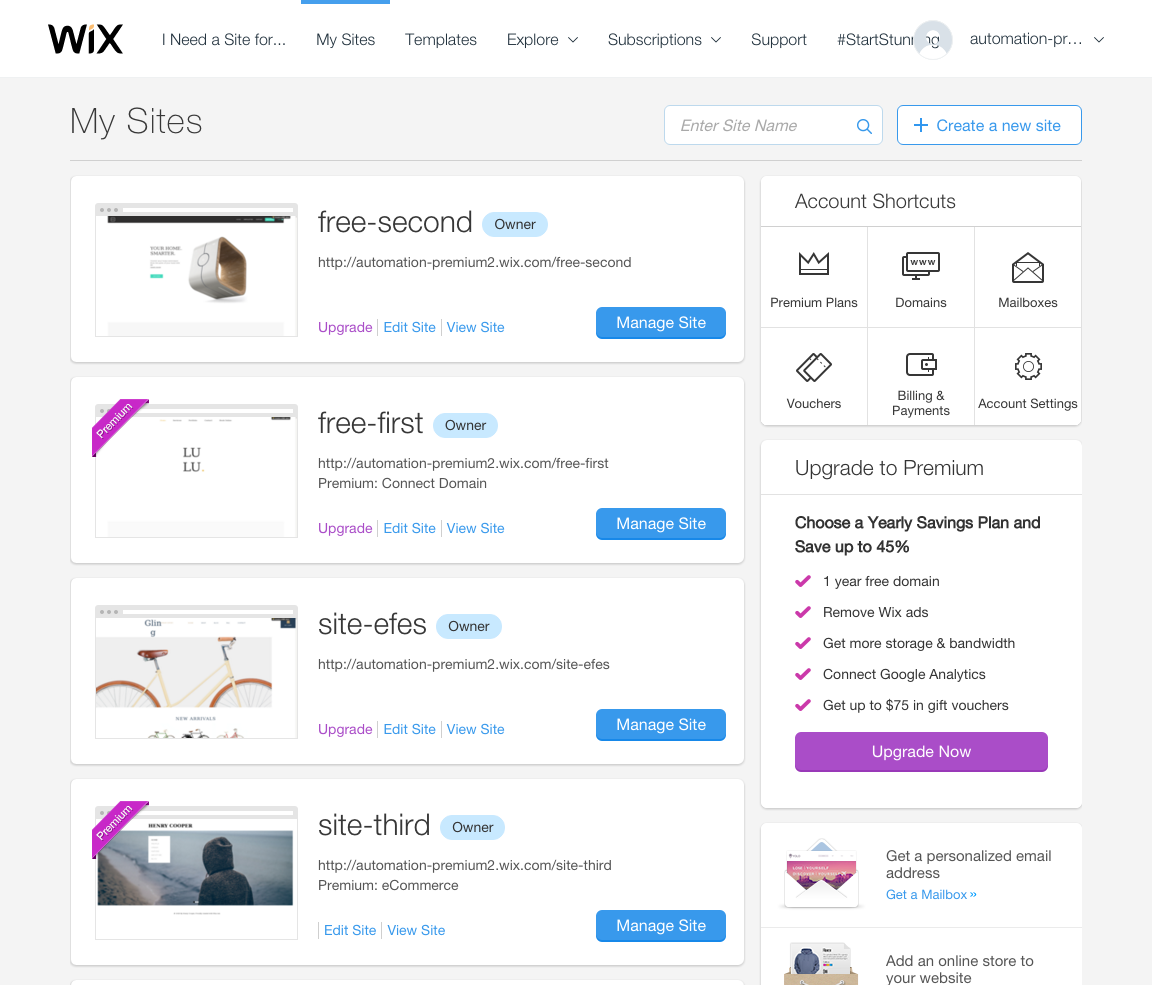 WiX
I Need a Site for...
My Sites
Templates
Explore
Subscriptions
Support
#StartStunning
automation-pr...
My Sites
Enter Site Name
Create a new site
free-second
Owner
http://automation-premium2.wix.com/free-second
Upgrade
Edit Site
View Site
Manage Site
YOUR HOME.
SMARTER.
Premium
LU
LU.
free-first
Owner
http://automation-premium2.wix.com/free-first
Premium: Connect Domain
Upgrade
Edit Site
View Site
Manage Site
Glin
g
NEW ARRIVALS
site-efes
Owner
http://automation-premium2.wix.com/site-efes
Upgrade
Edit Site
View Site
Manage Site
Premium
HENRY COOPER
site-third
Owner
http://automation-premium2.wix.com/site-third
Premium: eCommerce
Edit Site
View Site
Manage Site
Account Shortcuts
Premium Plans
WWW
Domains
Mailboxes
Vouchers
Billing &
Payments
Account Settings
Upgrade to Premium
Choose a Yearly Savings Plan and
Save up to 45%
1 year free domain
Remove Wix ads
Get more storage & bandwidth
Connect Google Analytics
Get up to $75 in gift vouchers
Upgrade Now
Get a personalized email
address
Get a Mailbox »
Add an online store to
your website